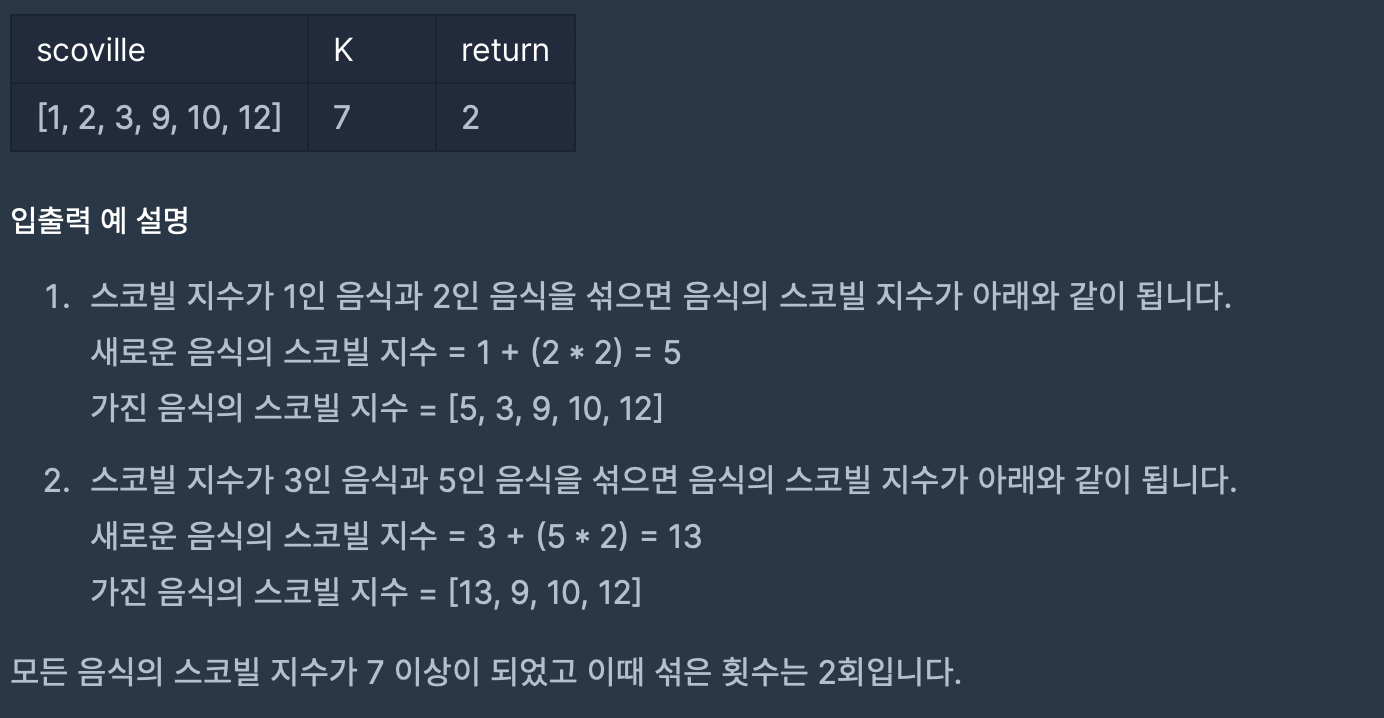 scoville K return
[1, 2, 3, 9, 10, 12] 7 2
입출력 예 설명
1. 스코빌 지수가 1인 음식과 2인 음식을 섞으면 음식의 스코빌 지수가 아래와 같이 됩니다.
새로운 음식의 스코빌 지수 = 1 + (2 * 2) = 5
가진 음식의 스코빌 지수 = [5, 3, 9, 10, 12]
2. 스코빌 지수가 3인 음식과 5인 음식을 섞으면 음식의 스코빌 지수가 아래와 같이 됩니다.
새로운 음식의 스코빌 지수 = 3 + (5 * 2) = 13
가진 음식의 스코빌 지수 = [13, 9, 10, 12]
모든 음식의 스코빌 지수가 7 이상이 되었고 이때 섞은 횟수는 2회입니다.